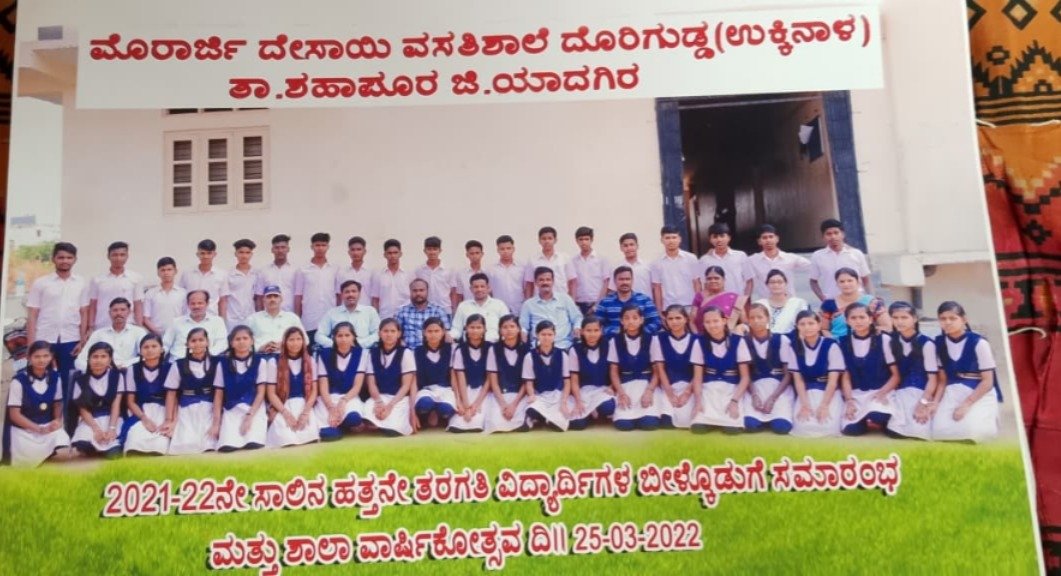 ಮೊರಾರ್ಜಿ ದೇಸಾಯಿ ವಸತಿಶಾಲೆ ದೊರಿಗುಡ್ಡ(ಉಕ್ಕಿನಾಳ)
ತಾ.ಶಹಾಪೂರ ಜಿ.ಯಾದಗಿರ
2021-22ನೇ ಸಾಲಿನ ಹತ್ತನೇ ತರಗತಿ ವಿದ್ಯಾರ್ಥಿಗಳ ಬೀಳ್ಕೊಡುಗೆ ಸಮಾರಂಭ
ಮತ್ತು ಶಾಲಾ ವಾರ್ಷಿಕೋತ್ಸವ ದಿ|| 25-03-2022